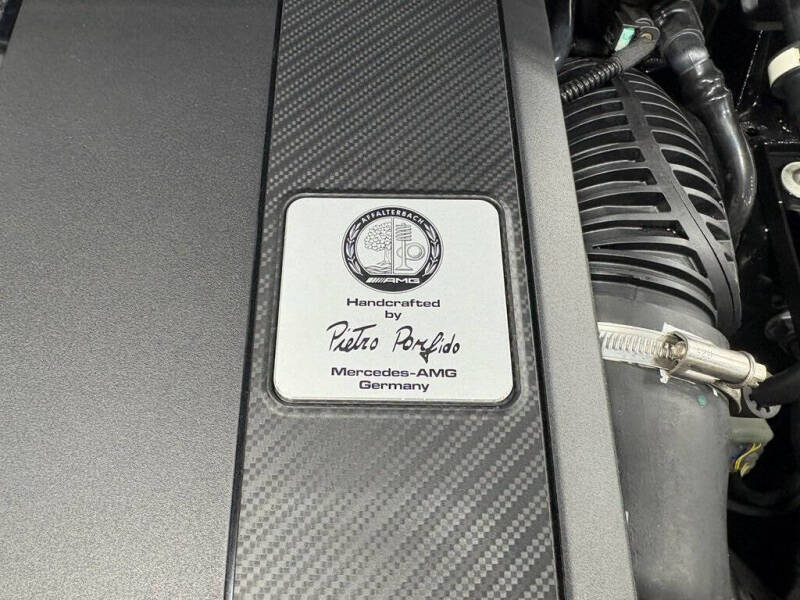 AFFALTERBACH
AMG
Handcrafted
by
Pietro Porfido
Mercedes-AMG
Germany